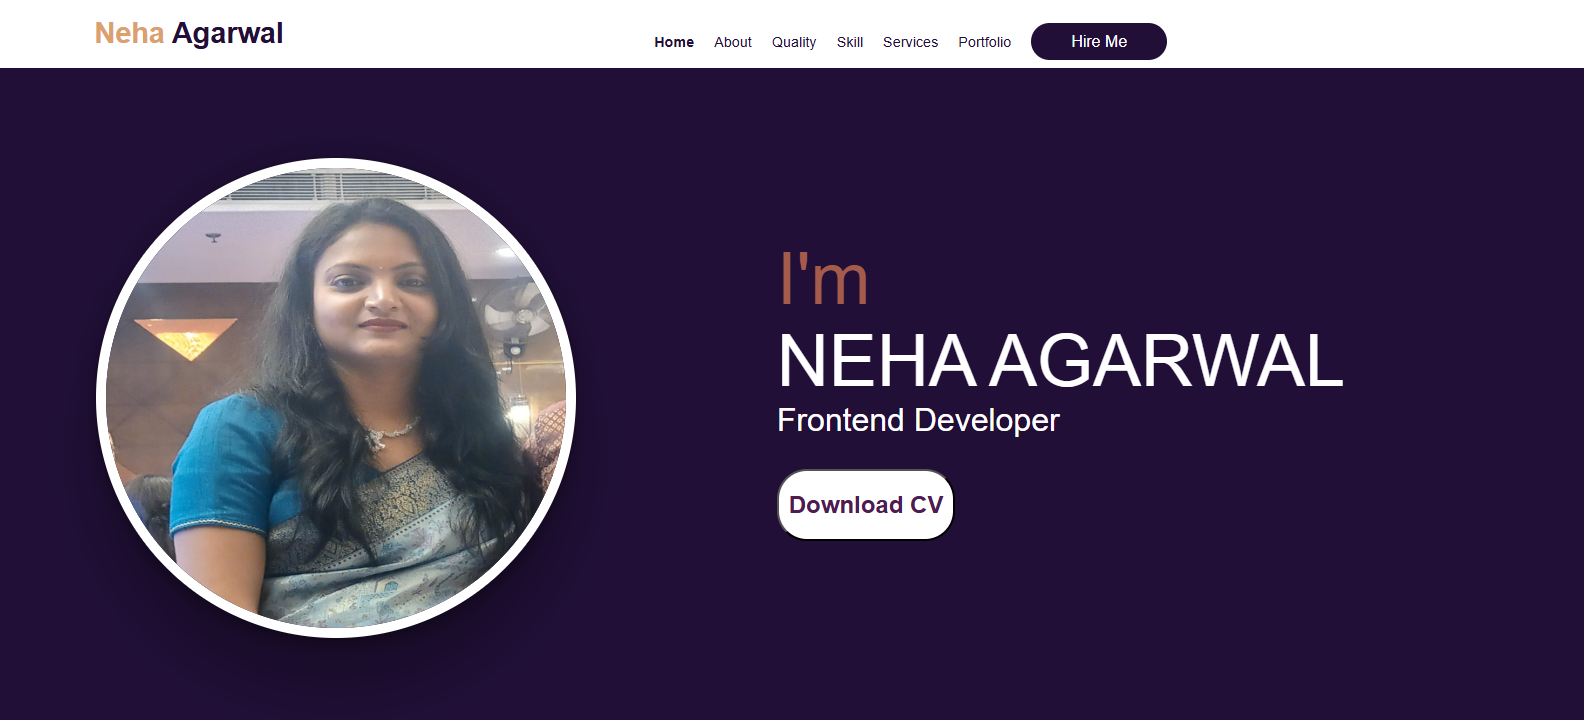 Neha Agarwal
Home About Quality Skill Services Portfolio Hire Me
I'm
NEHA AGARWAL
Frontend Developer
Download CV